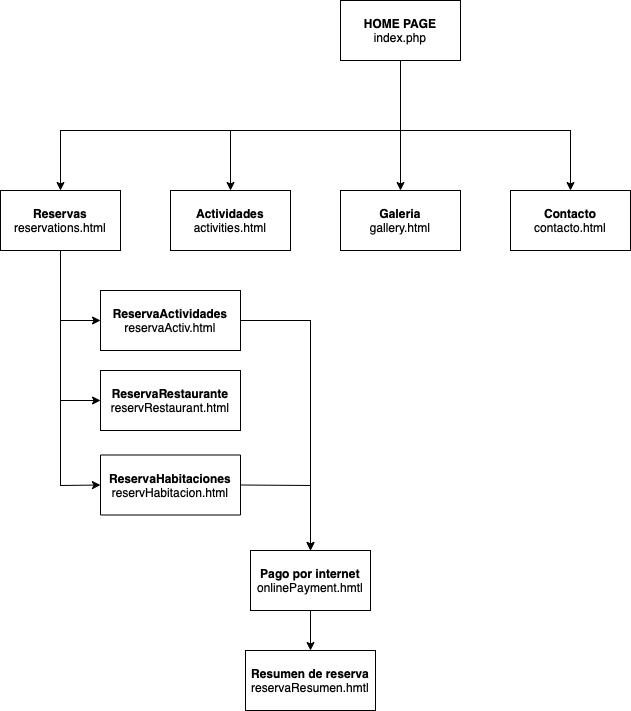 HOME PAGE
index.php
Reservas
reservations.html
Actividades
activities.html
Galeria
gallery.html
Contacto
contacto.html
ReservaActividades
reservaActiv.html
ReservaRestaurante
reservRestaurant.html
ReservaHabitaciones
reservHabitacion.html
Pago por internet
onlinePayment.hmtl
Resumen de reserva
reservaResumen.hmtl